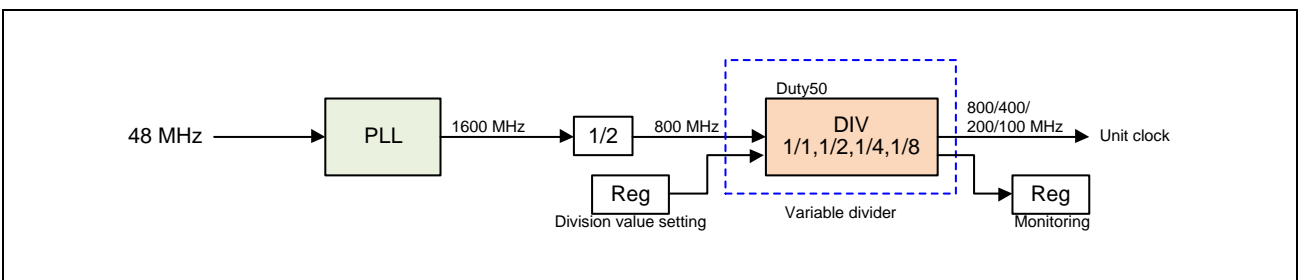 Duty50
48 MHz
PLL
1600 MHz
1/2
800 MHz
DIV
1/1,1/2,1/4,1/8
800/400/
200/100 MHz
Unit clock
Reg
Division value setting
Variable divider
Reg
Monitoring